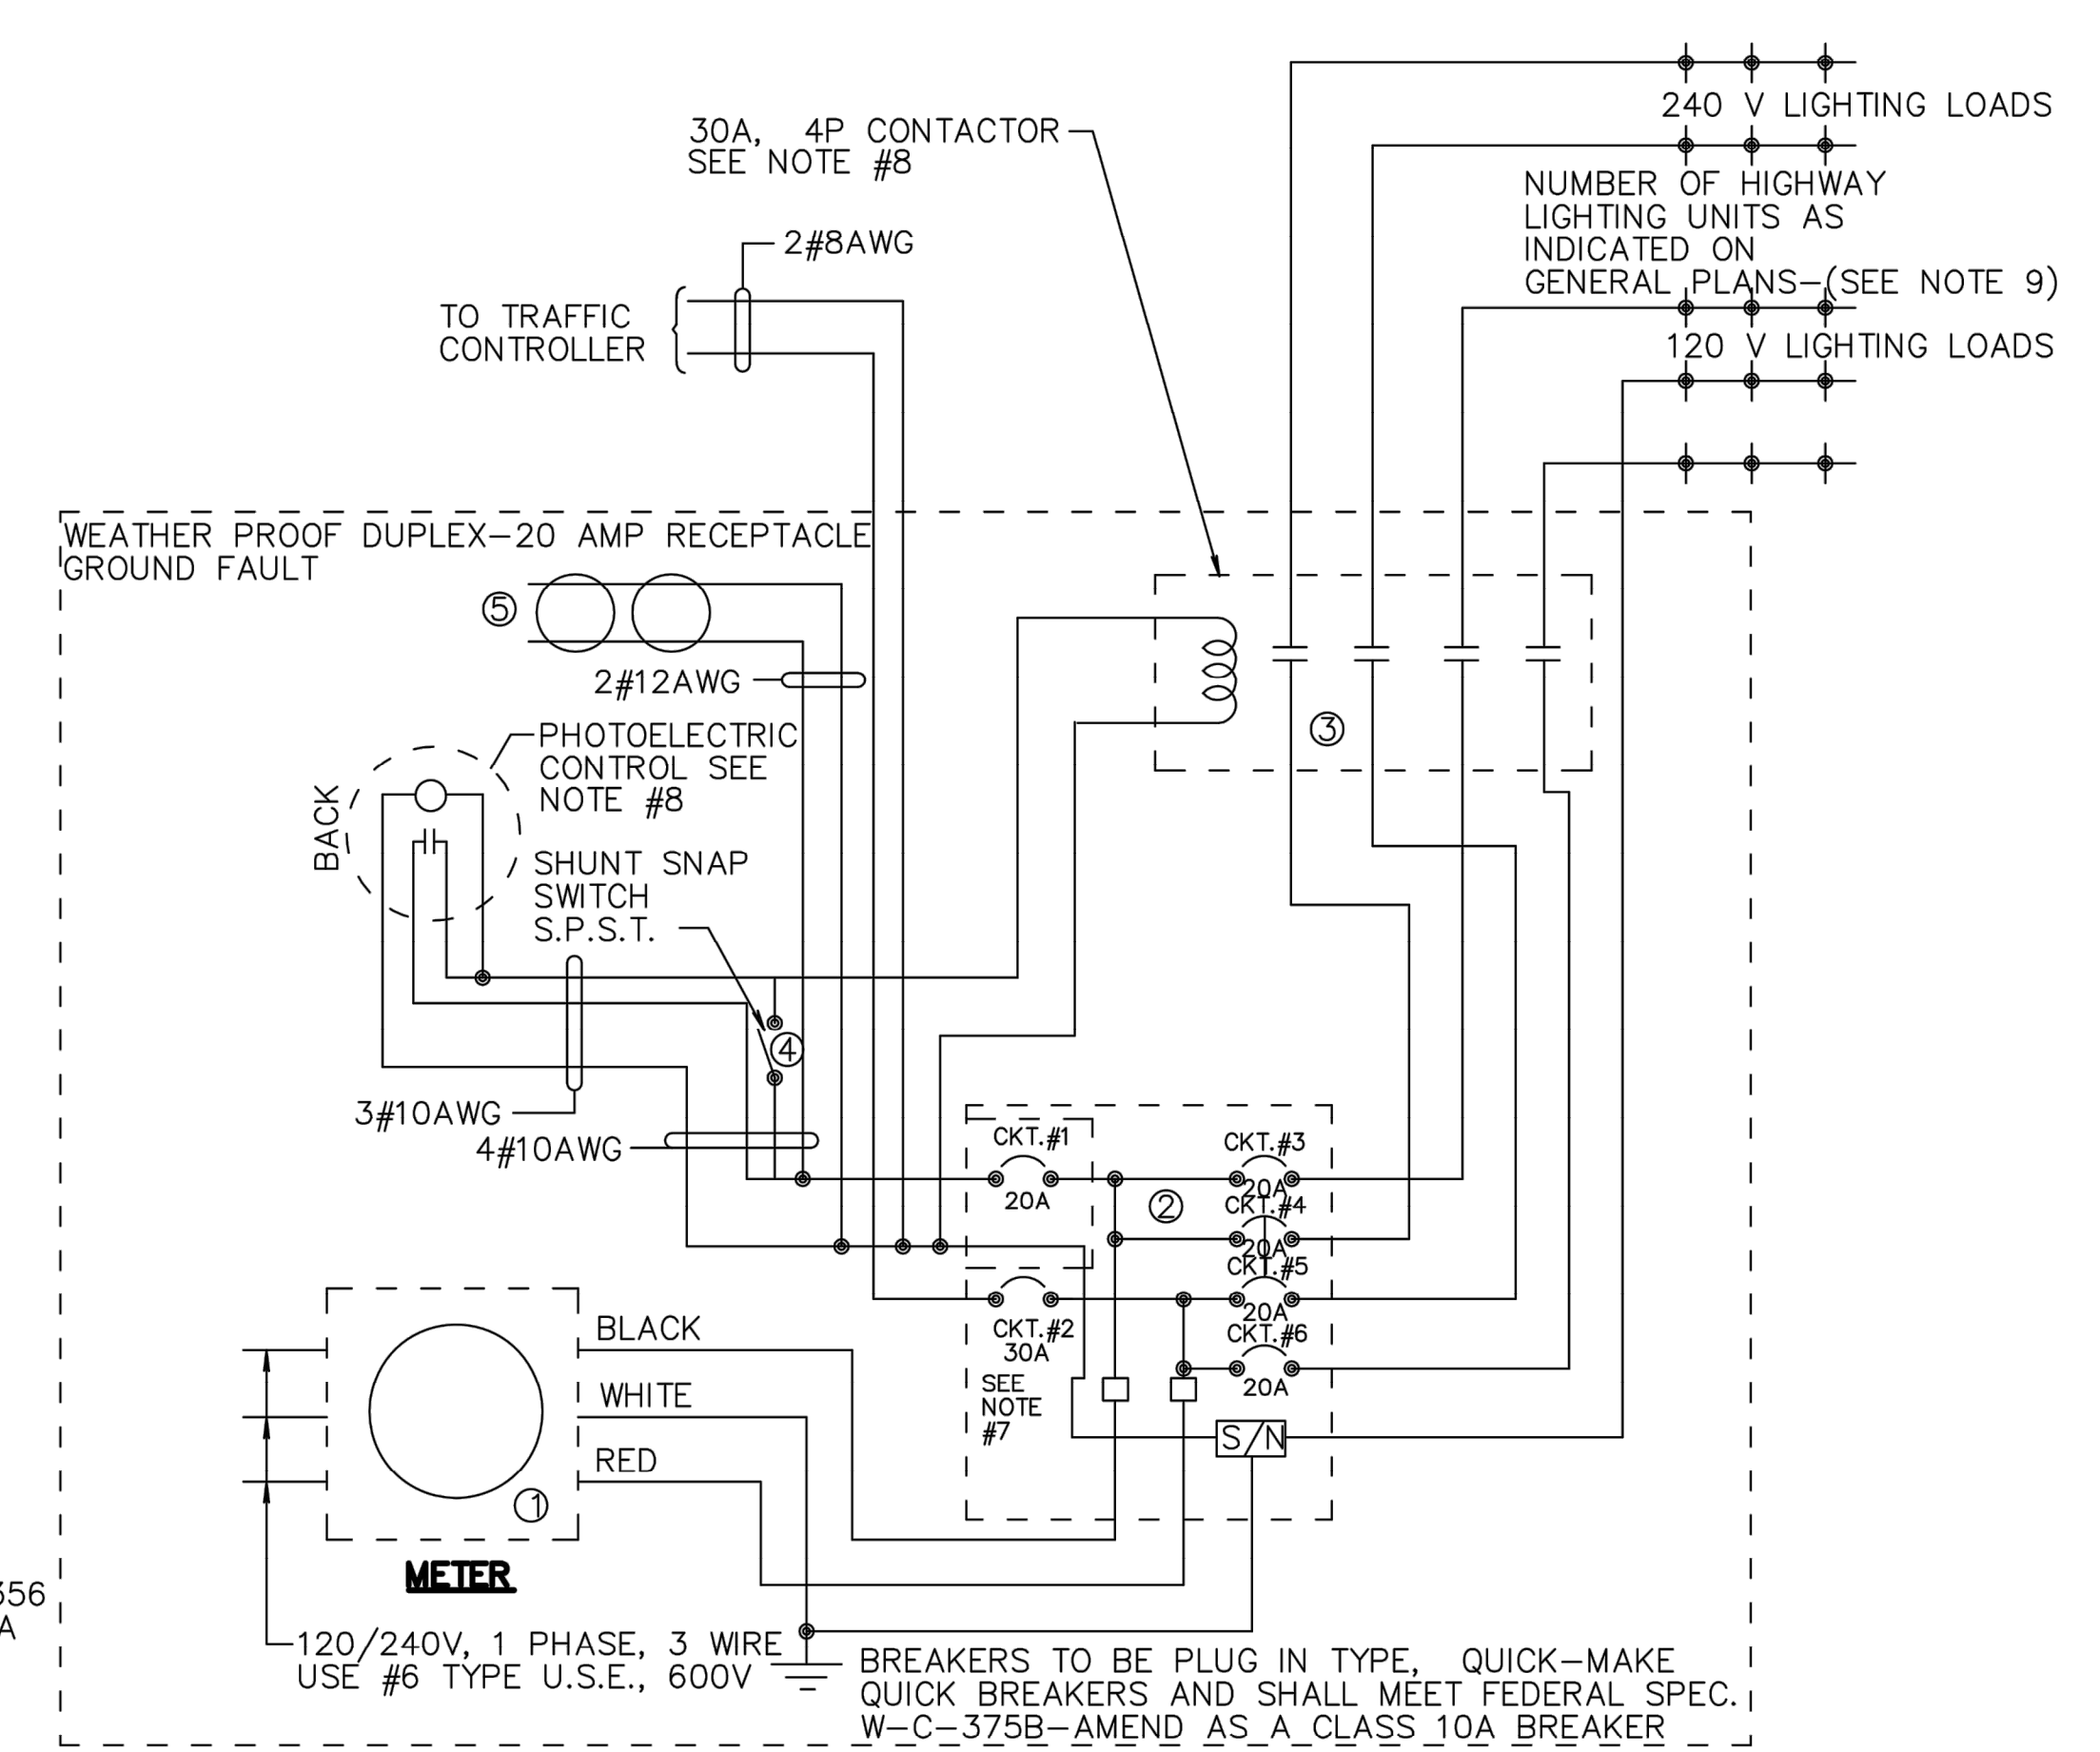 240 V LIGHTING LOADS
30A, 4P CONTACTOR
SEE NOTE #8
NUMBER OF HIGHWAY
LIGHTING UNITS AS
INDICATED ON
GENERAL PLANS-(SEE NOTE 9)
2#8AWG
TO TRAFFIC
CONTROLLER
120 V LIGHTING LOADS
WEATHER PROOF DUPLEX-20 AMP RECEPTACLE
GROUND FAULT
5
2#12AWG
3
PHOTOELECTRIC
CONTROL SEE
NOTE #8
BACK
SHUNT SNAP
SWITCH
S.P.S.T.
4
3#10AWG
4#10AWG
CKT.#1
20A
2
CKT.#3
20A
CKT.#4
20A
CKT.#5
20A
CKT.#6
20A
CKT.#2
30A
SEE
NOTE
#7
S/N
BLACK
WHITE
RED
1
METER
356
A
120/240V, 1 PHASE, 3 WIRE
USE #6 TYPE U.S.E., 600V
BREAKERS TO BE PLUG IN TYPE, QUICK-MAKE
QUICK BREAKERS AND SHALL MEET FEDERAL SPEC.
W-C-375B-AMEND AS A CLASS 10A BREAKER